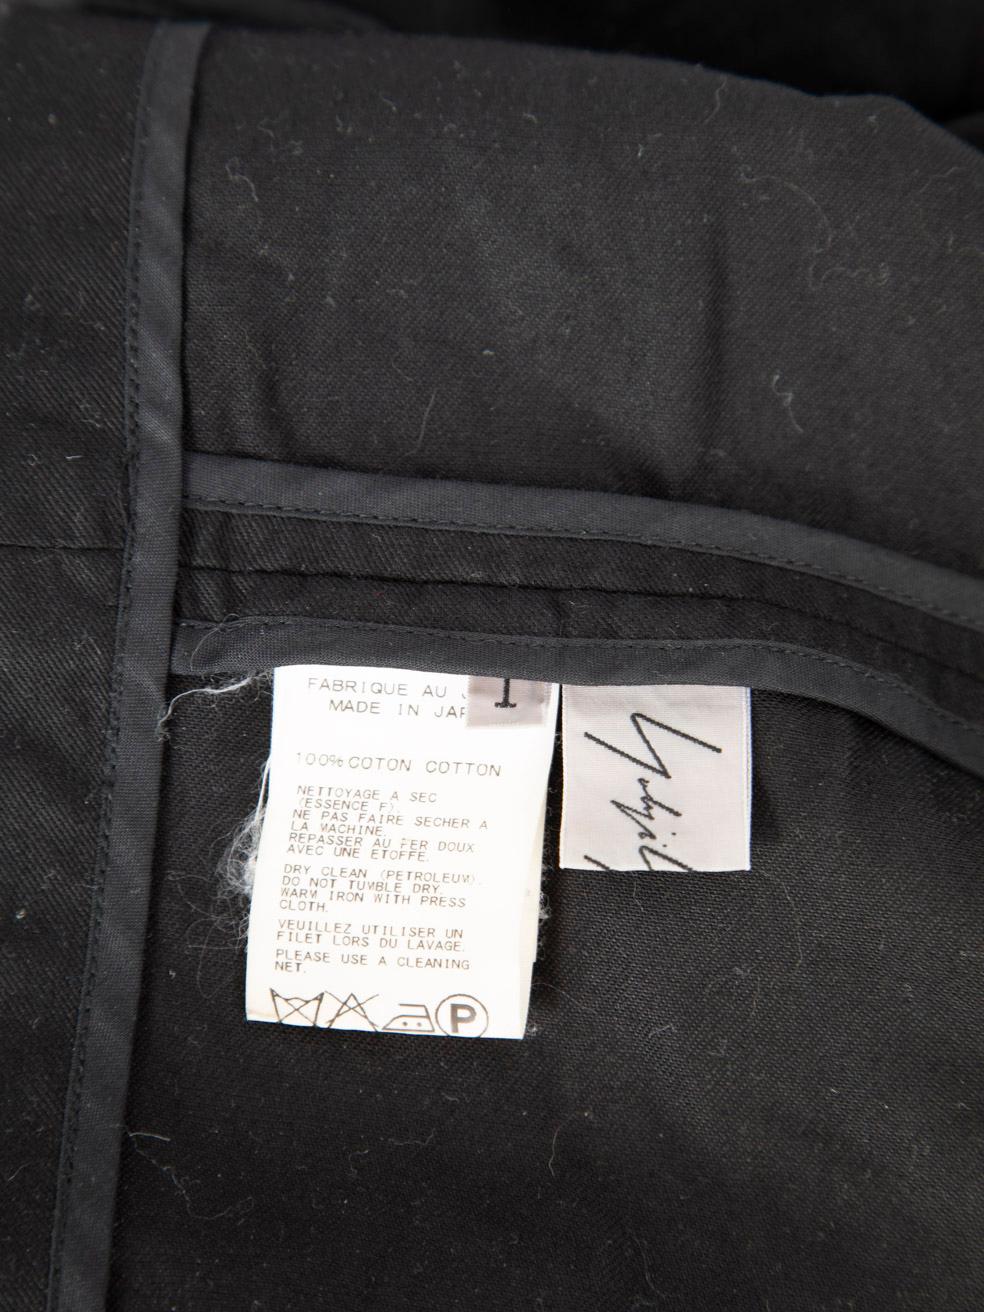 FABRIQUE AU
MADE IN
1
100% COTON COTTON
NETTOYAGE A SEC
(ESSENCE F).
NE PAS FAIRE SECHER A
LA MACHINE.
REPASSER AU FER DOUX
AVEC UNE ETOFFE.
DRY CLEAN (PETROLEUM).
DO NOT TUMBLE DRY.
WARM IRON WITH PRESS
CLOTH.
VEUILLEZ UTILISER UN
FILET LORS DU LAVAGE.
PLEASE USE A CLEANING
NET.
P